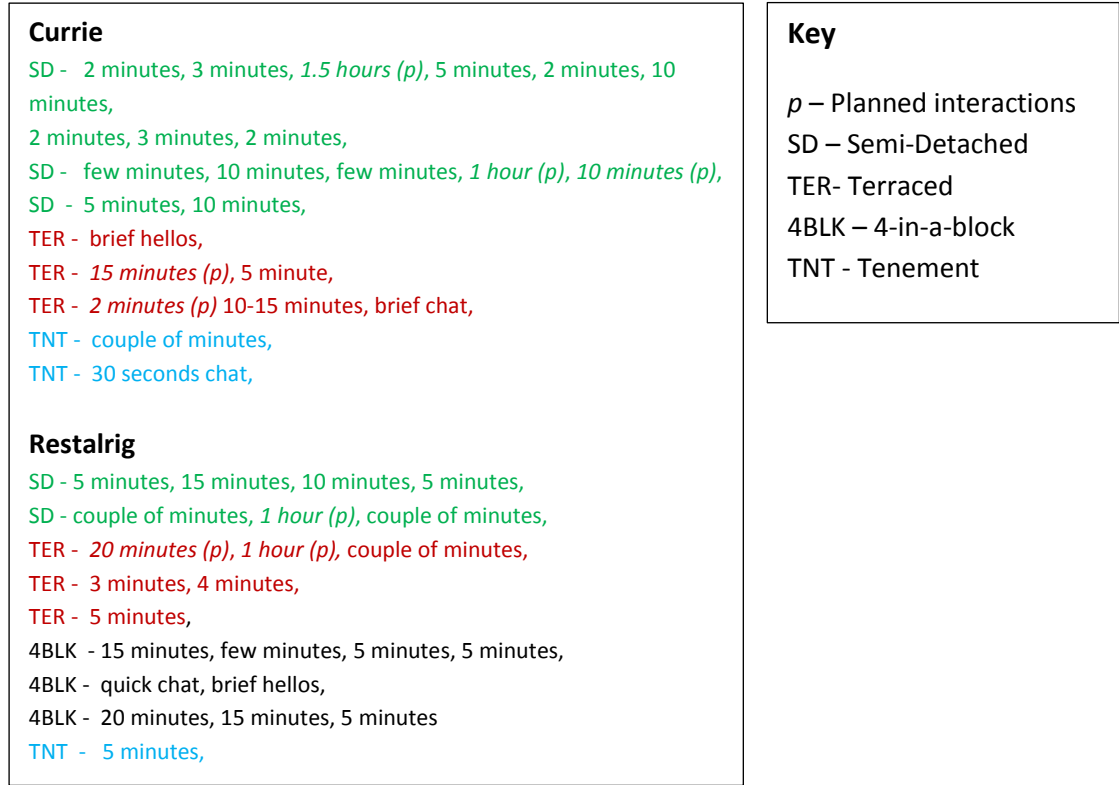 Currie
SD - 2 minutes, 3 minutes, 1.5 hours (p), 5 minutes, 2 minutes, 10
minutes,
2 minutes, 3 minutes, 2 minutes,
SD - few minutes, 10 minutes, few minutes, 1 hour (p), 10 minutes (p),
SD - 5 minutes, 10 minutes,
TER - brief hellos,
TER - 15 minutes (p), 5 minute,
TER - 2 minutes (p) 10-15 minutes, brief chat,
TNT - couple of minutes,
TNT - 30 seconds chat,
Restalrig
SD - 5 minutes, 15 minutes, 10 minutes, 5 minutes,
SD - couple of minutes, 1 hour (p), couple of minutes,
TER - 20 minutes (p), 1 hour (p), couple of minutes,
TER - 3 minutes, 4 minutes,
TER - 5 minutes,
4BLK - 15 minutes, few minutes, 5 minutes, 5 minutes,
4BLK - quick chat, brief hellos,
4BLK - 20 minutes, 15 minutes, 5 minutes
TNT - 5 minutes,
Key
p – Planned interactions
SD – Semi-Detached
TER- Terraced
4BLK – 4-in-a-block
TNT - Tenement